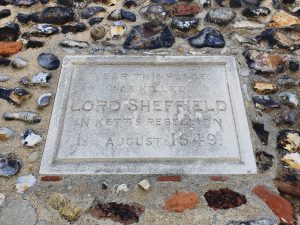 NEAR THIS PLACE
WAS KILLED
LORD SHEFFIELD
IN KETT'S REBELLION
1ST AUGUST 1549.